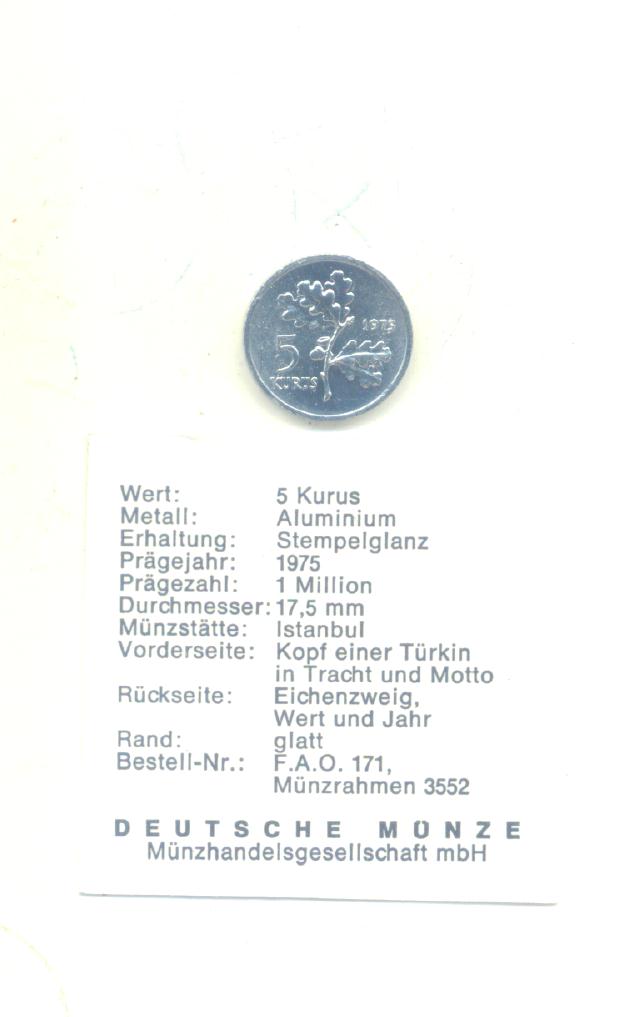 1975
5
KURUŞ
Wert: 5 Kurus
Metall: Aluminium
Erhaltung: Stempelglanz
Prägejahr: 1975
Prägezahl: 1 Million
Durchmesser: 17,5 mm
Münzstätte: Istanbul
Vorderseite: Kopf einer Türkin
in Tracht und Motto
Rückseite: Eichenzweig,
Wert und Jahr
Rand: glatt
Bestell-Nr.: F.A.O. 171,
Münzrahmen 3552
DEUTSCHE MÜNZE
Münzhandelsgesellschaft mbH